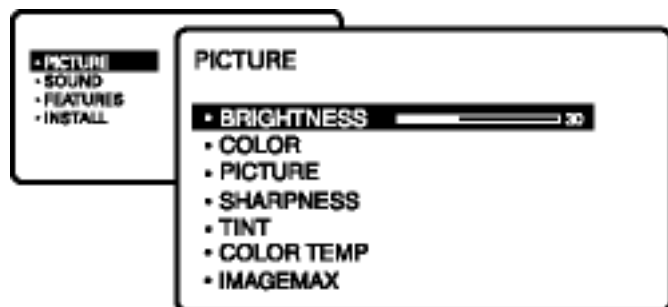 • PICTURE
• SOUND
• FEATURES
• INSTALL
PICTURE
• BRIGHTNESS 30
• COLOR
• PICTURE
• SHARPNESS
• TINT
• COLOR TEMP
• IMAGEMAX